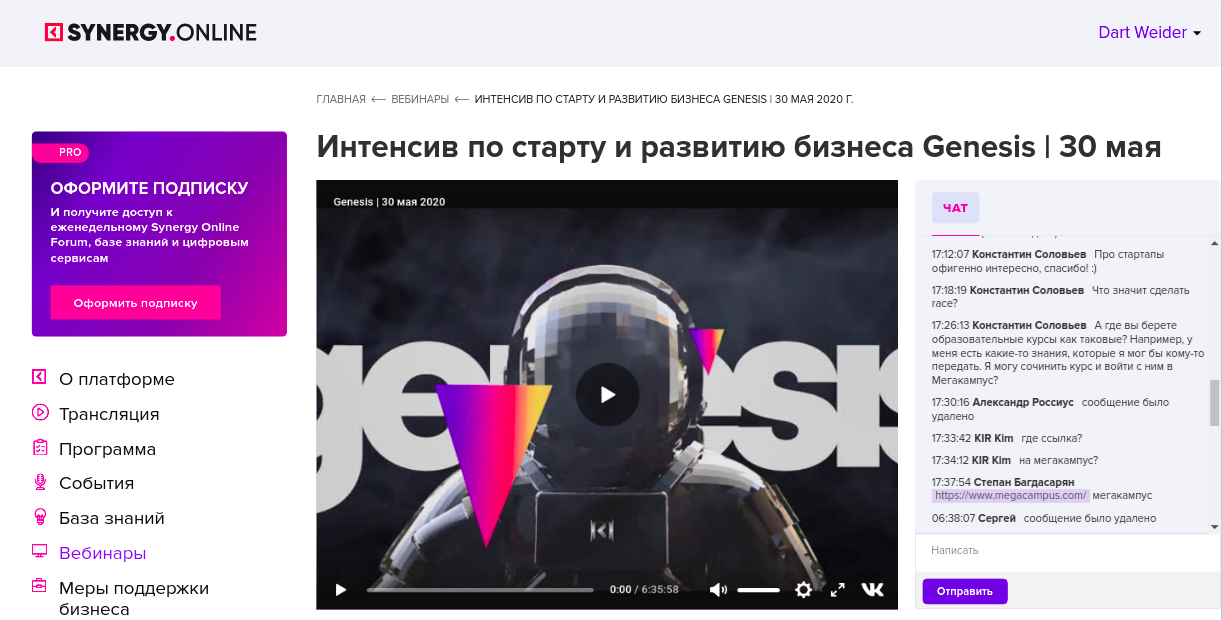 SYNERGY.ONLINE
Dart Weider
ГЛАВНАЯ ⟵ ВЕБИНАРЫ ⟵ ИНТЕНСИВ ПО СТАРТУ И РАЗВИТИЮ БИЗНЕСА GENESIS | 30 МАЯ 2020 Г.
PRO
ОФОРМИТЕ ПОДПИСКУ
И получите доступ к
еженедельному Synergy Online
Forum, базе знаний и цифровым
сервисам
Оформить подписку
О платформе
Трансляция
Программа
События
База знаний
Вебинары
Меры поддержки
бизнеса
Интенсив по старту и развитию бизнеса Genesis | 30 мая
Genesis | 30 мая 2020
genesis
0:00 / 6:35:58
ЧАТ
17:12:07 Константин Соловьев Про стартапы
офигенно интересно, спасибо! :)
17:18:19 Константин Соловьев Что значит сделать
race?
17:26:13 Константин Соловьев А где вы берете
образовательные курсы как таковые? Например, у
меня есть какие-то знания, которые я мог бы кому-то
передать. Я могу сочинить курс и войти с ним в
Мегакампус?
17:30:16 Александр Россиус сообщение было
удалено
17:33:42 KIR Kim где ссылка?
17:34:12 KIR Kim на мегакампус?
17:37:54 Степан Багдасарян
https://www.megacampus.com/ мегакампус
06:38:07 Сергей сообщение было удалено
Написать
Отправить